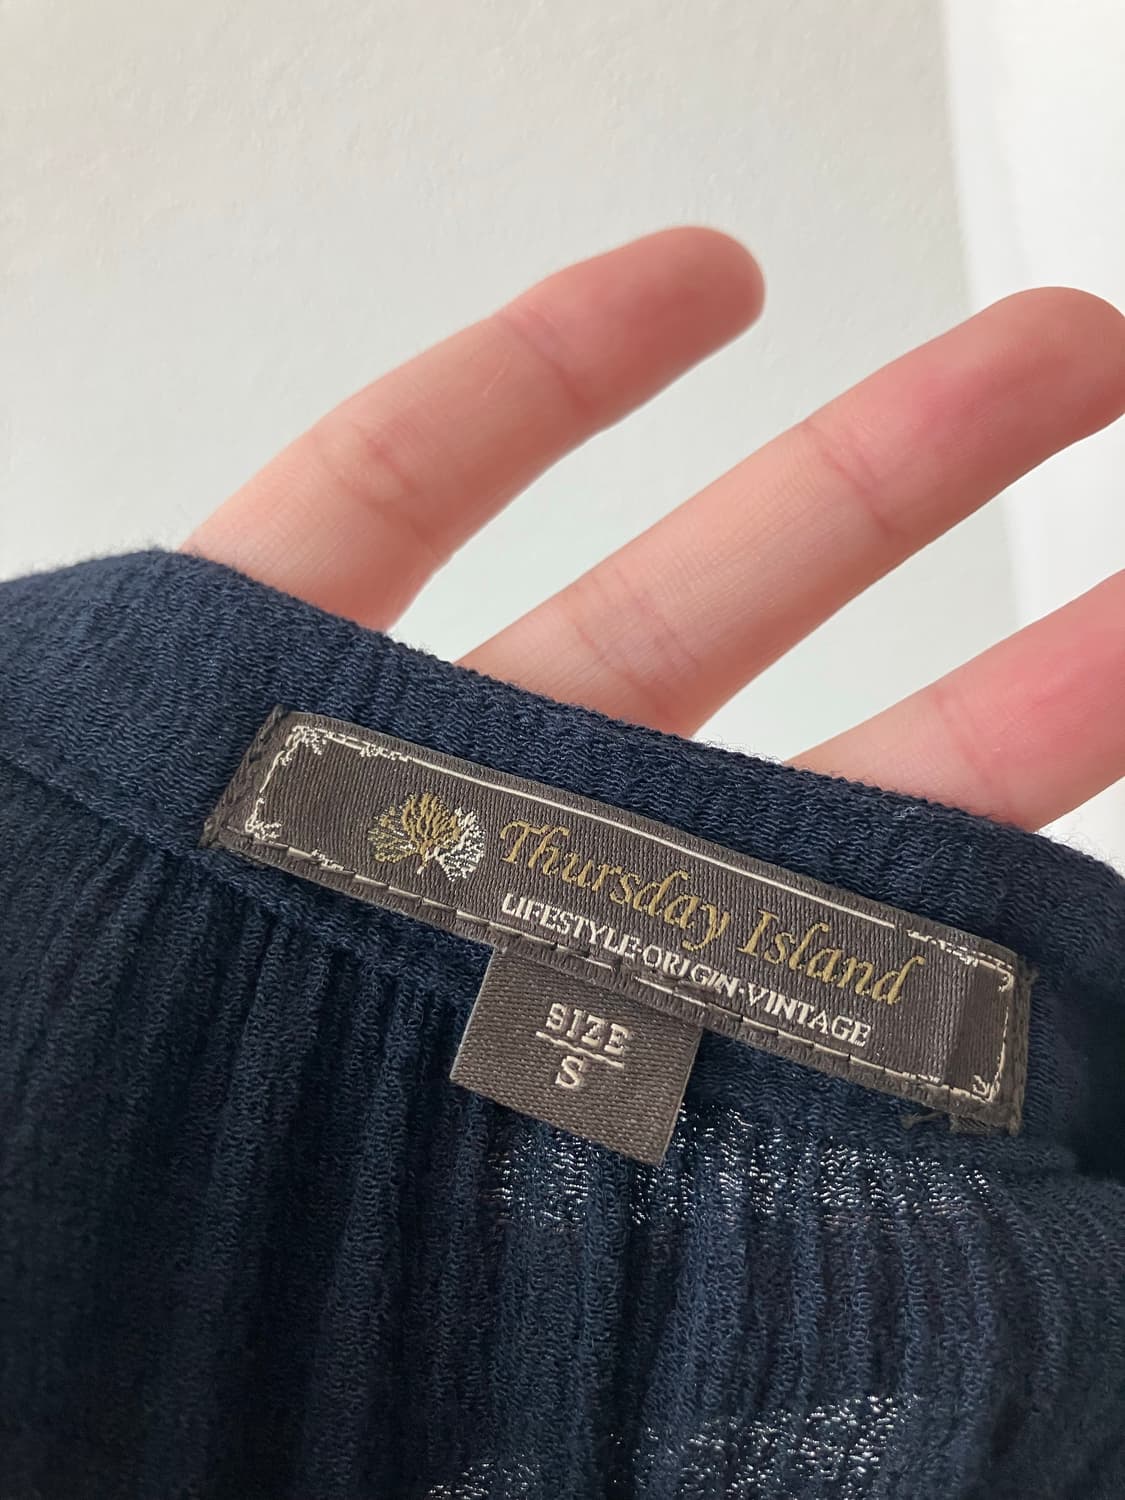 Thursday Island
LIFESTYLE·ORIGIN·VINTAGE
SIZE
S